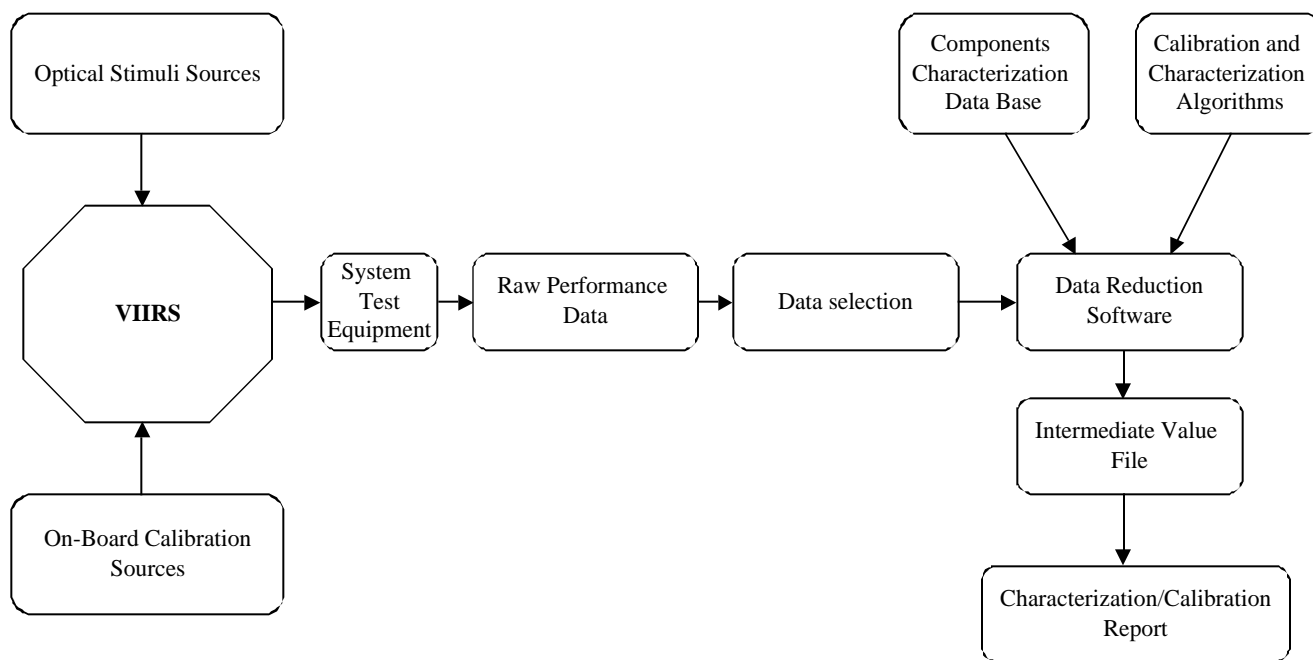 Optical Stimuli Sources
Components
Characterization
Data Base
Calibration and
Characterization
Algorithms
VIIRS
System
Test
Equipment
Raw Performance
Data
Data selection
Data Reduction
Software
Intermediate Value
File
On-Board Calibration
Sources
Characterization/Calibration
Report